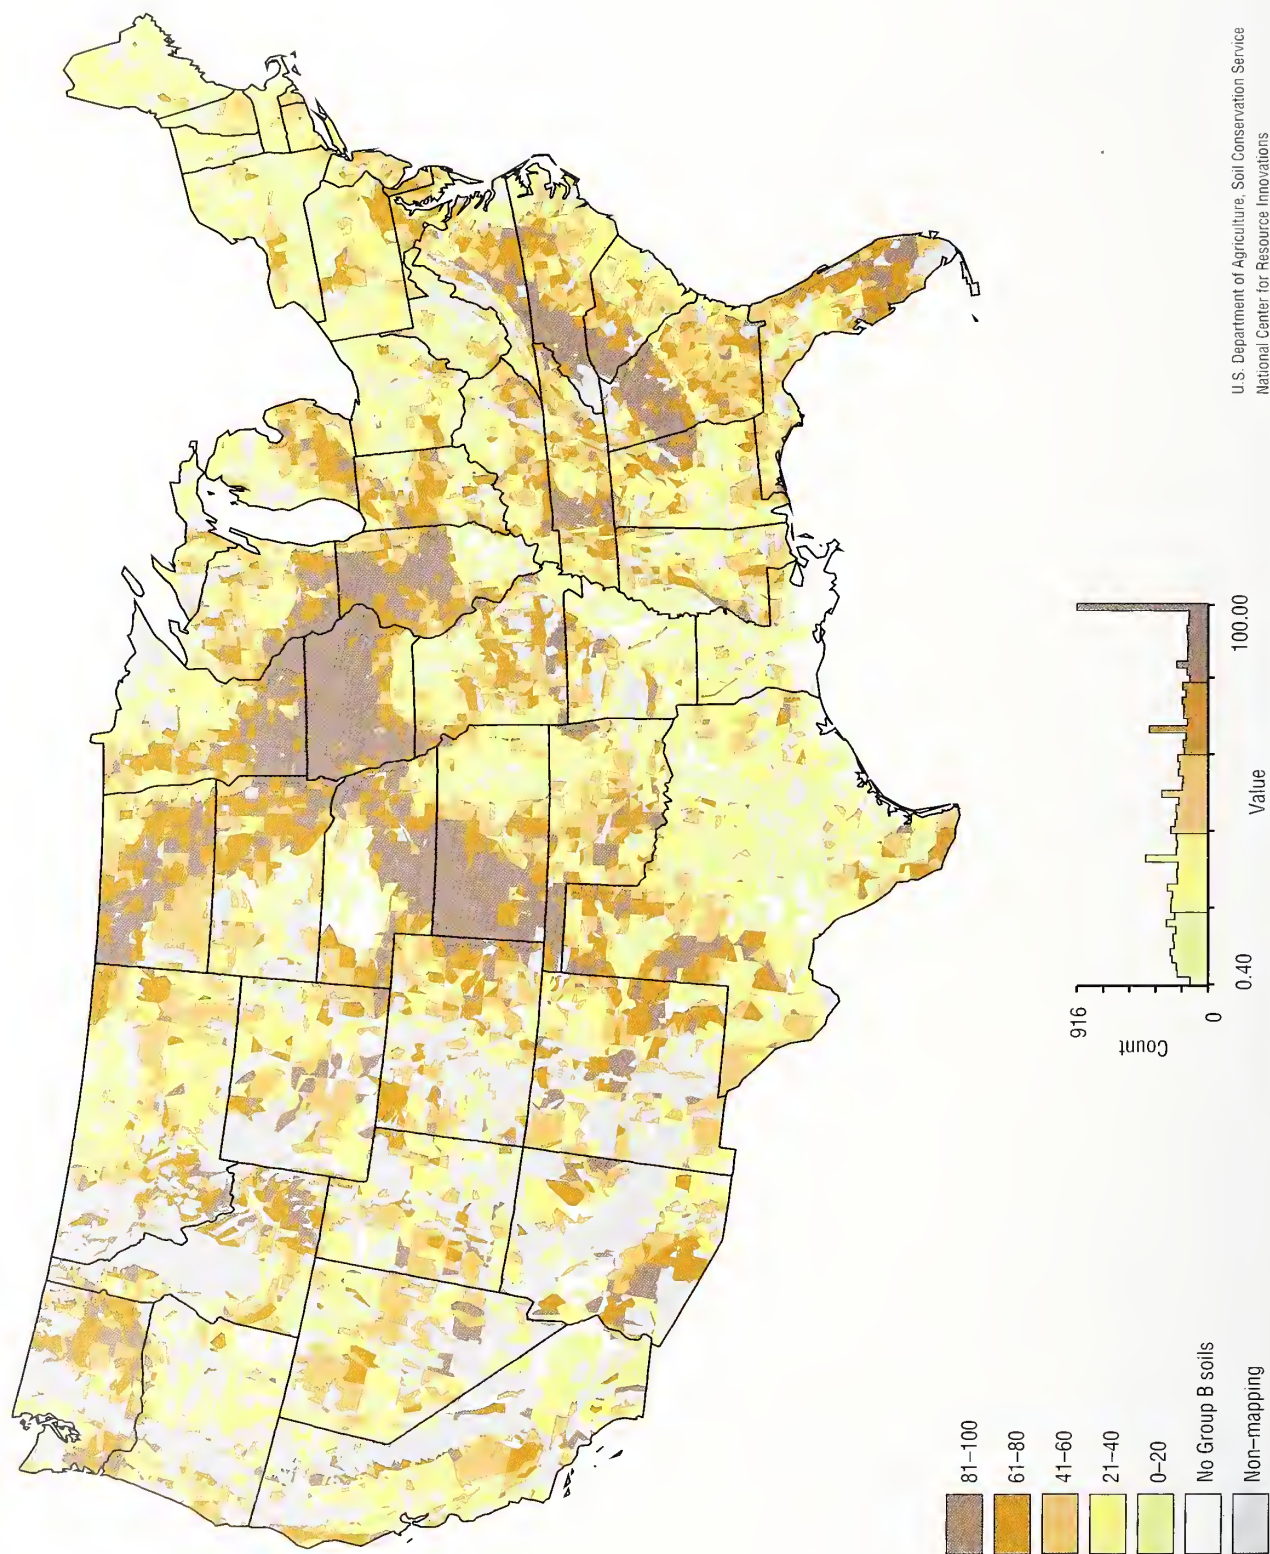 81–100
61–80
41–60
21–40
0–20
No Group B soils
Non–mapping
916
Count
0
0.40
Value
100.00
U.S. Department of Agriculture, Soil Conservation Service
National Center for Resource Innovations